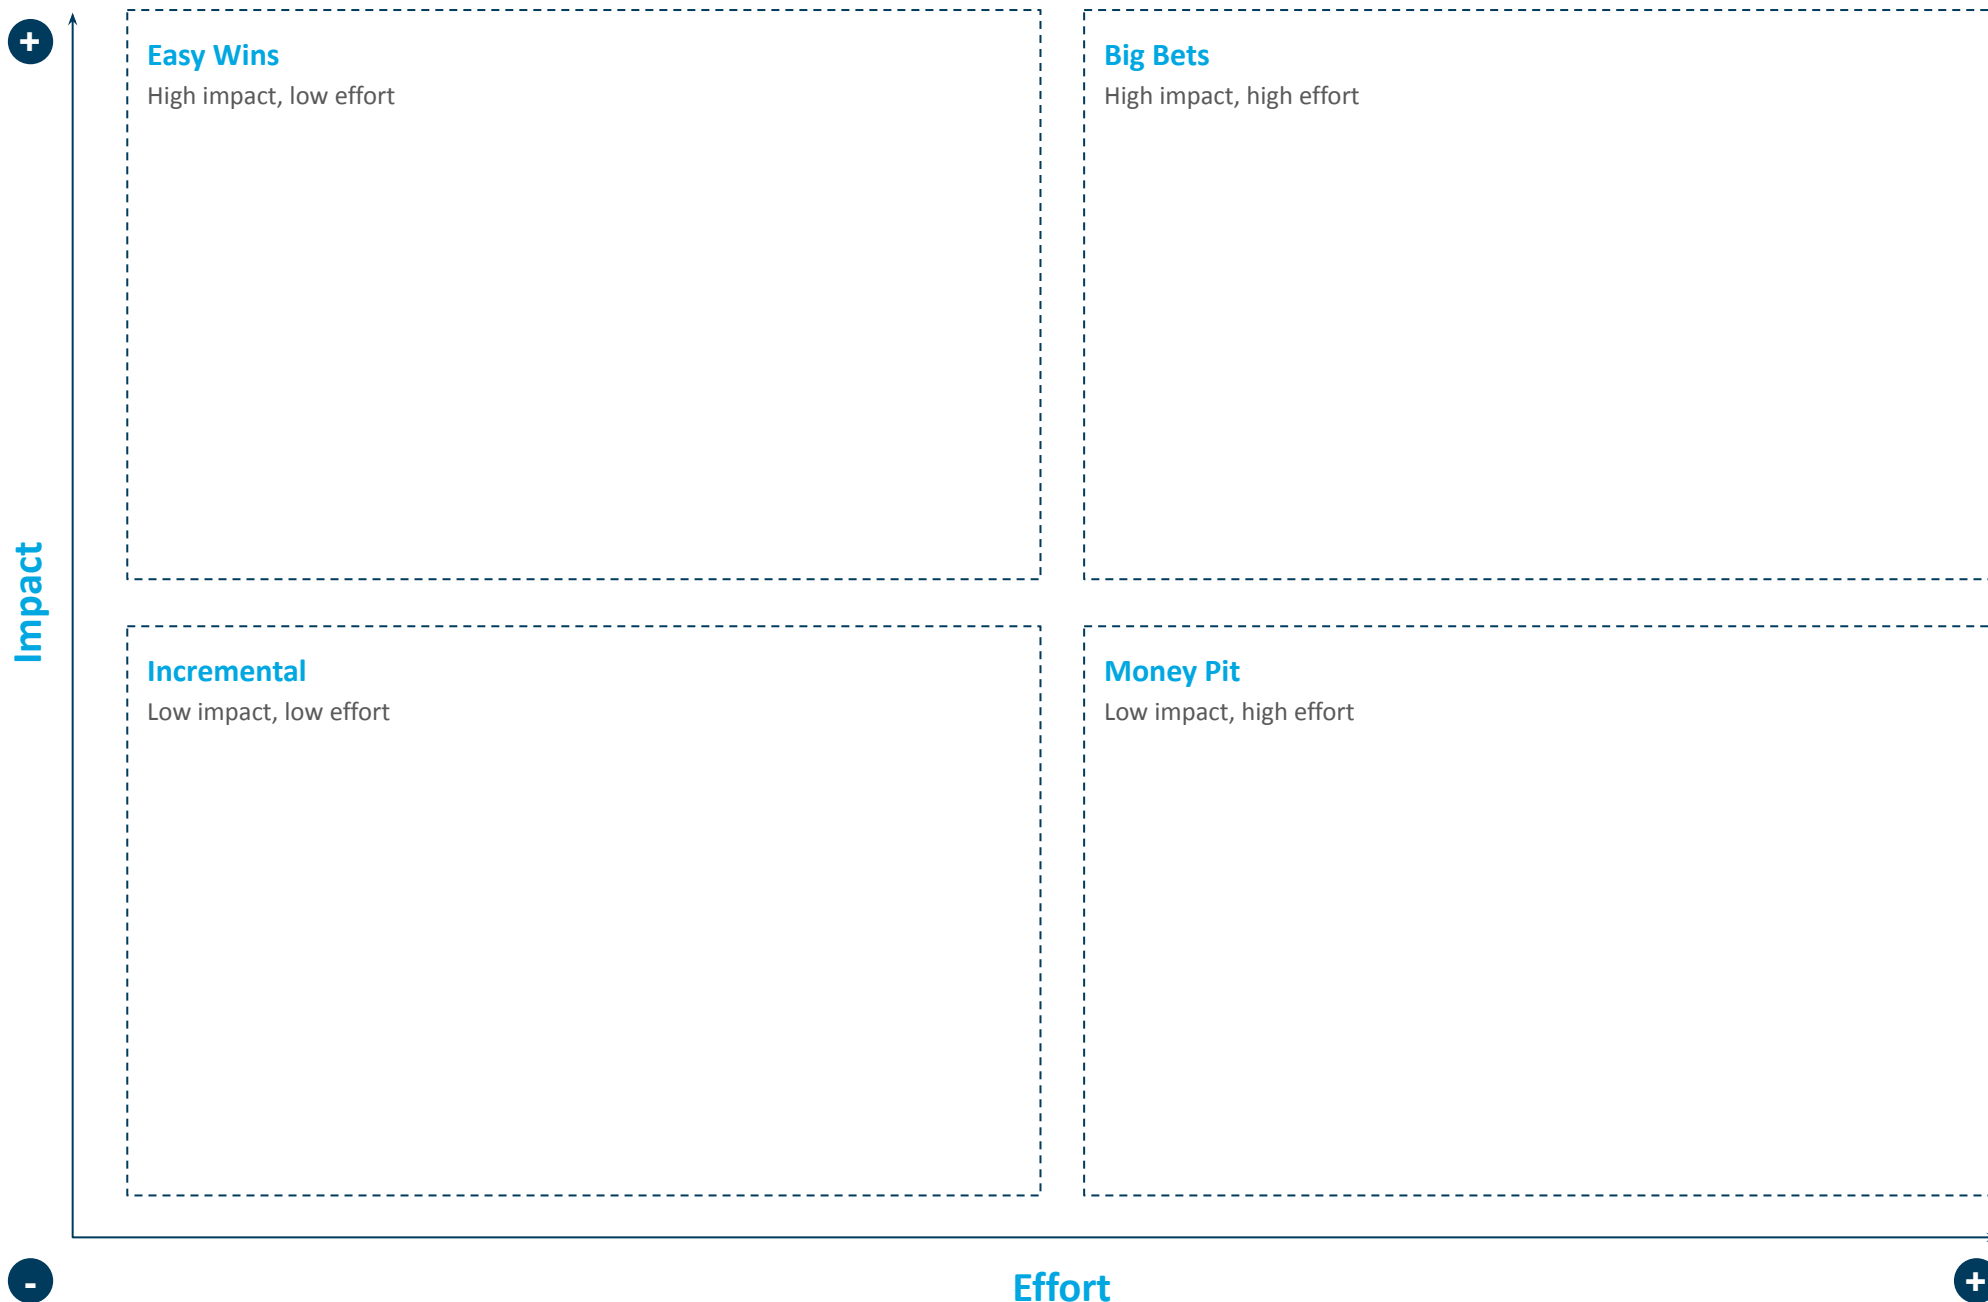 +
Easy Wins
High impact, low effort
Big Bets
High impact, high effort
Impact
Incremental
Low impact, low effort
Money Pit
Low impact, high effort
-
Effort
+